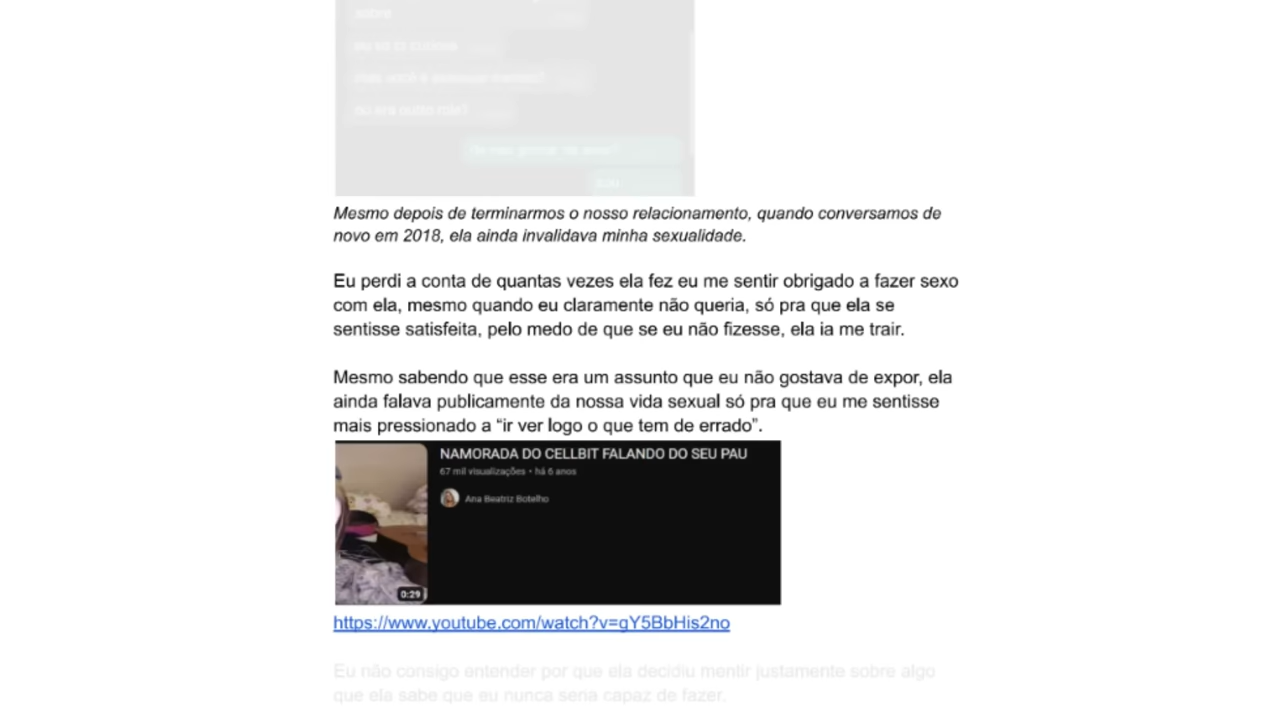 sobre
Mesmo depois de terminarmos o nosso relacionamento, quando conversamos de
novo em 2018, ela ainda invalidava minha sexualidade.
Eu perdi a conta de quantas vezes ela fez eu me sentir obrigado a fazer sexo
com ela, mesmo quando eu claramente não queria, só pra que ela se
sentisse satisfeita, pelo medo de que se eu não fizesse, ela ia me trair.
Mesmo sabendo que esse era um assunto que eu não gostava de expor, ela
ainda falava publicamente da nossa vida sexual só pra que eu me sentisse
mais pressionado a “ir ver logo o que tem de errado”.
NAMORADA DO CELLBIT FALANDO DO SEU PAU
67 mil visualizações • há 6 anos
Ana Beatriz Botelho
0:29
https://www.youtube.com/watch?v=gY5BbHis2no
Eu não consigo entender por que ela decidiu mentir justamente sobre algo
que ela sabe que eu nunca seria capaz de fazer.